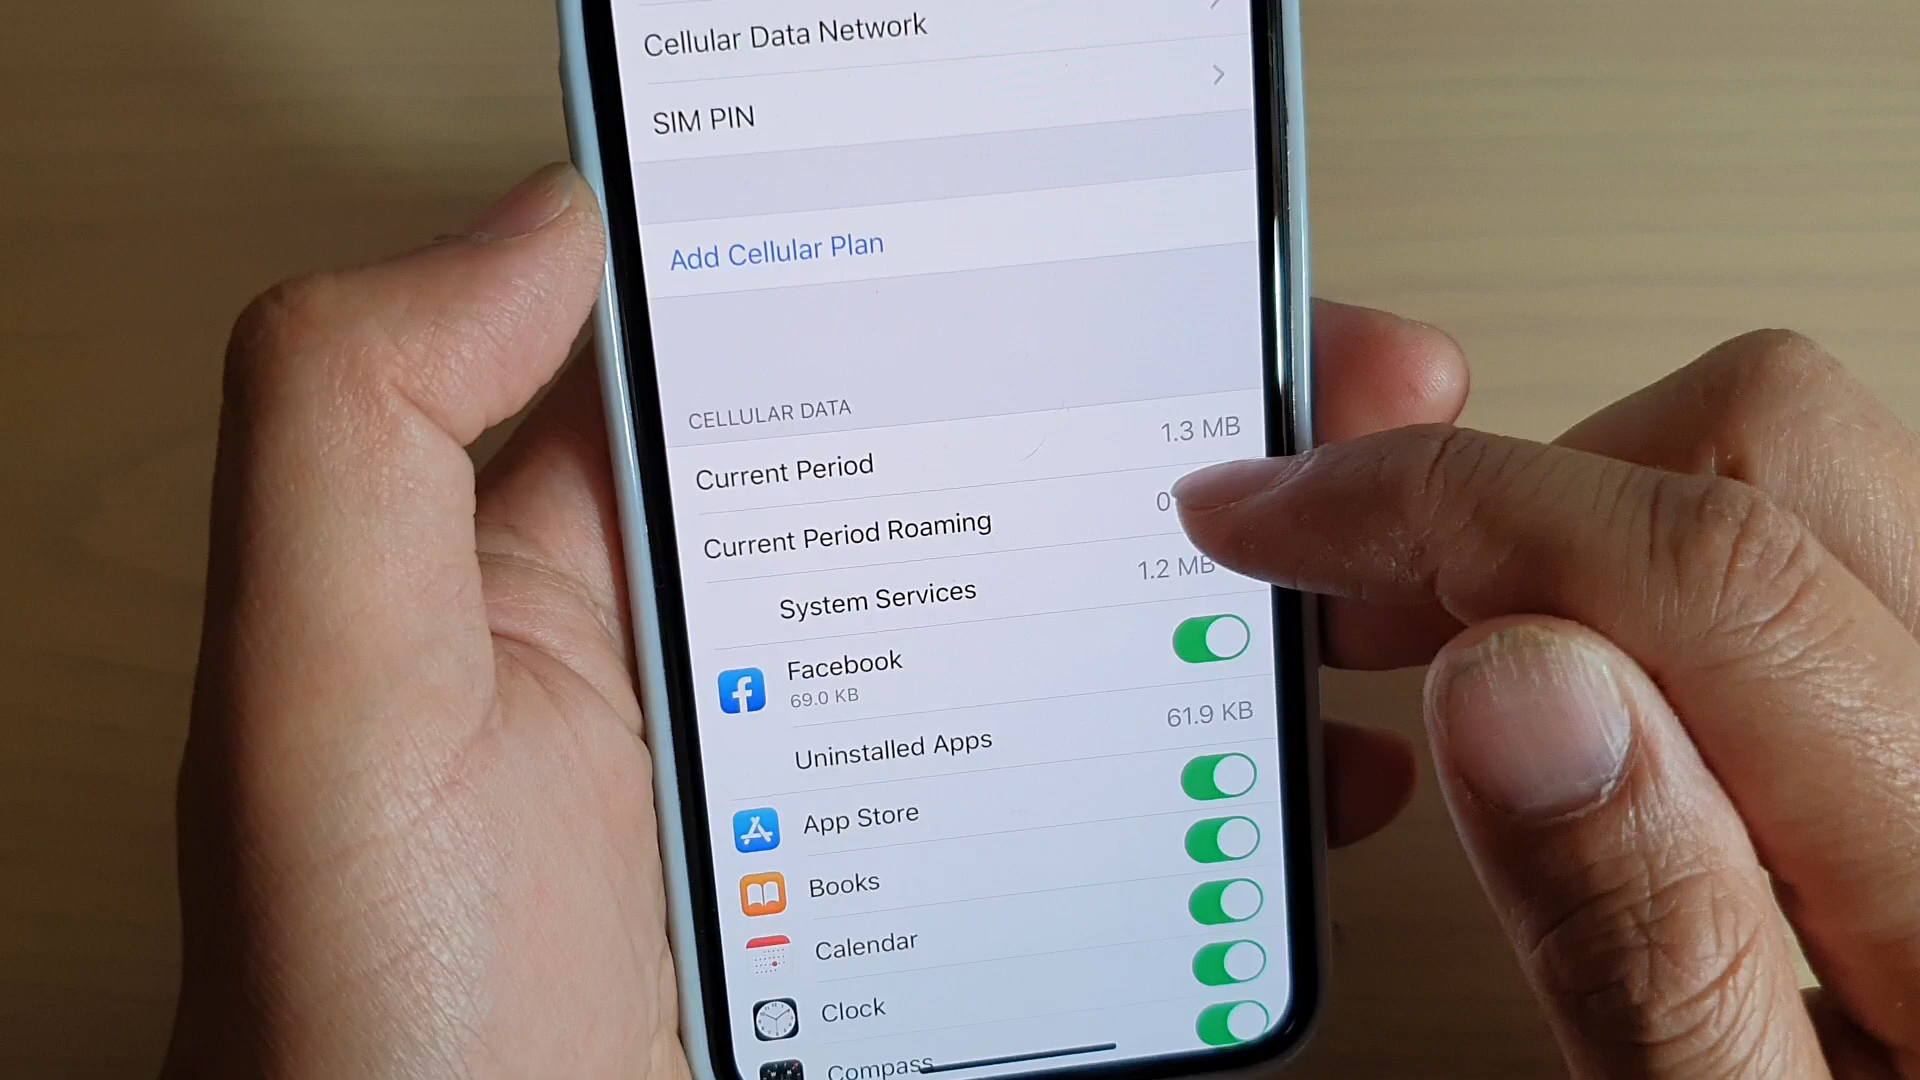 Cellular Data Network
SIM PIN
Add Cellular Plan
CELLULAR DATA
Current Period 1.3 MB
Current Period Roaming 0
System Services 1.2 MB
Facebook
69.0 KB
Uninstalled Apps 61.9 KB
App Store
Books
Calendar
Clock
Compass